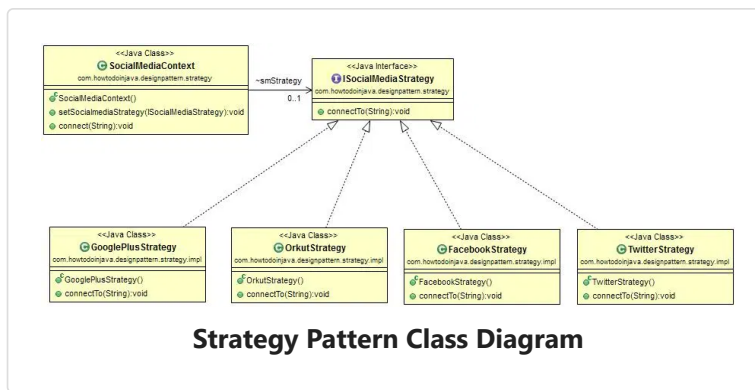 <<Java Class>>
SocialMediaContext
com.howtodoinjava.designpattern.strategy
SocialMediaContext()
setSocialmediaStrategy(ISocialMediaStrategy):void
connect(String):void
~smStrategy
0..1
<<Java Interface>>
ISocialMediaStrategy
com.howtodoinjava.designpattern.strategy
connectTo(String):void
<<Java Class>>
GooglePlusStrategy
com.howtodoinjava.designpattern.strategy.impl
GooglePlusStrategy()
connectTo(String):void
<<Java Class>>
OrkutStrategy
com.howtodoinjava.designpattern.strategy.impl
OrkutStrategy()
connectTo(String):void
<<Java Class>>
FacebookStrategy
com.howtodoinjava.designpattern.strategy.impl
FacebookStrategy()
connectTo(String):void
<<Java Class>>
TwitterStrategy
com.howtodoinjava.designpattern.strategy.impl
TwitterStrategy()
connectTo(String):void
Strategy Pattern Class Diagram